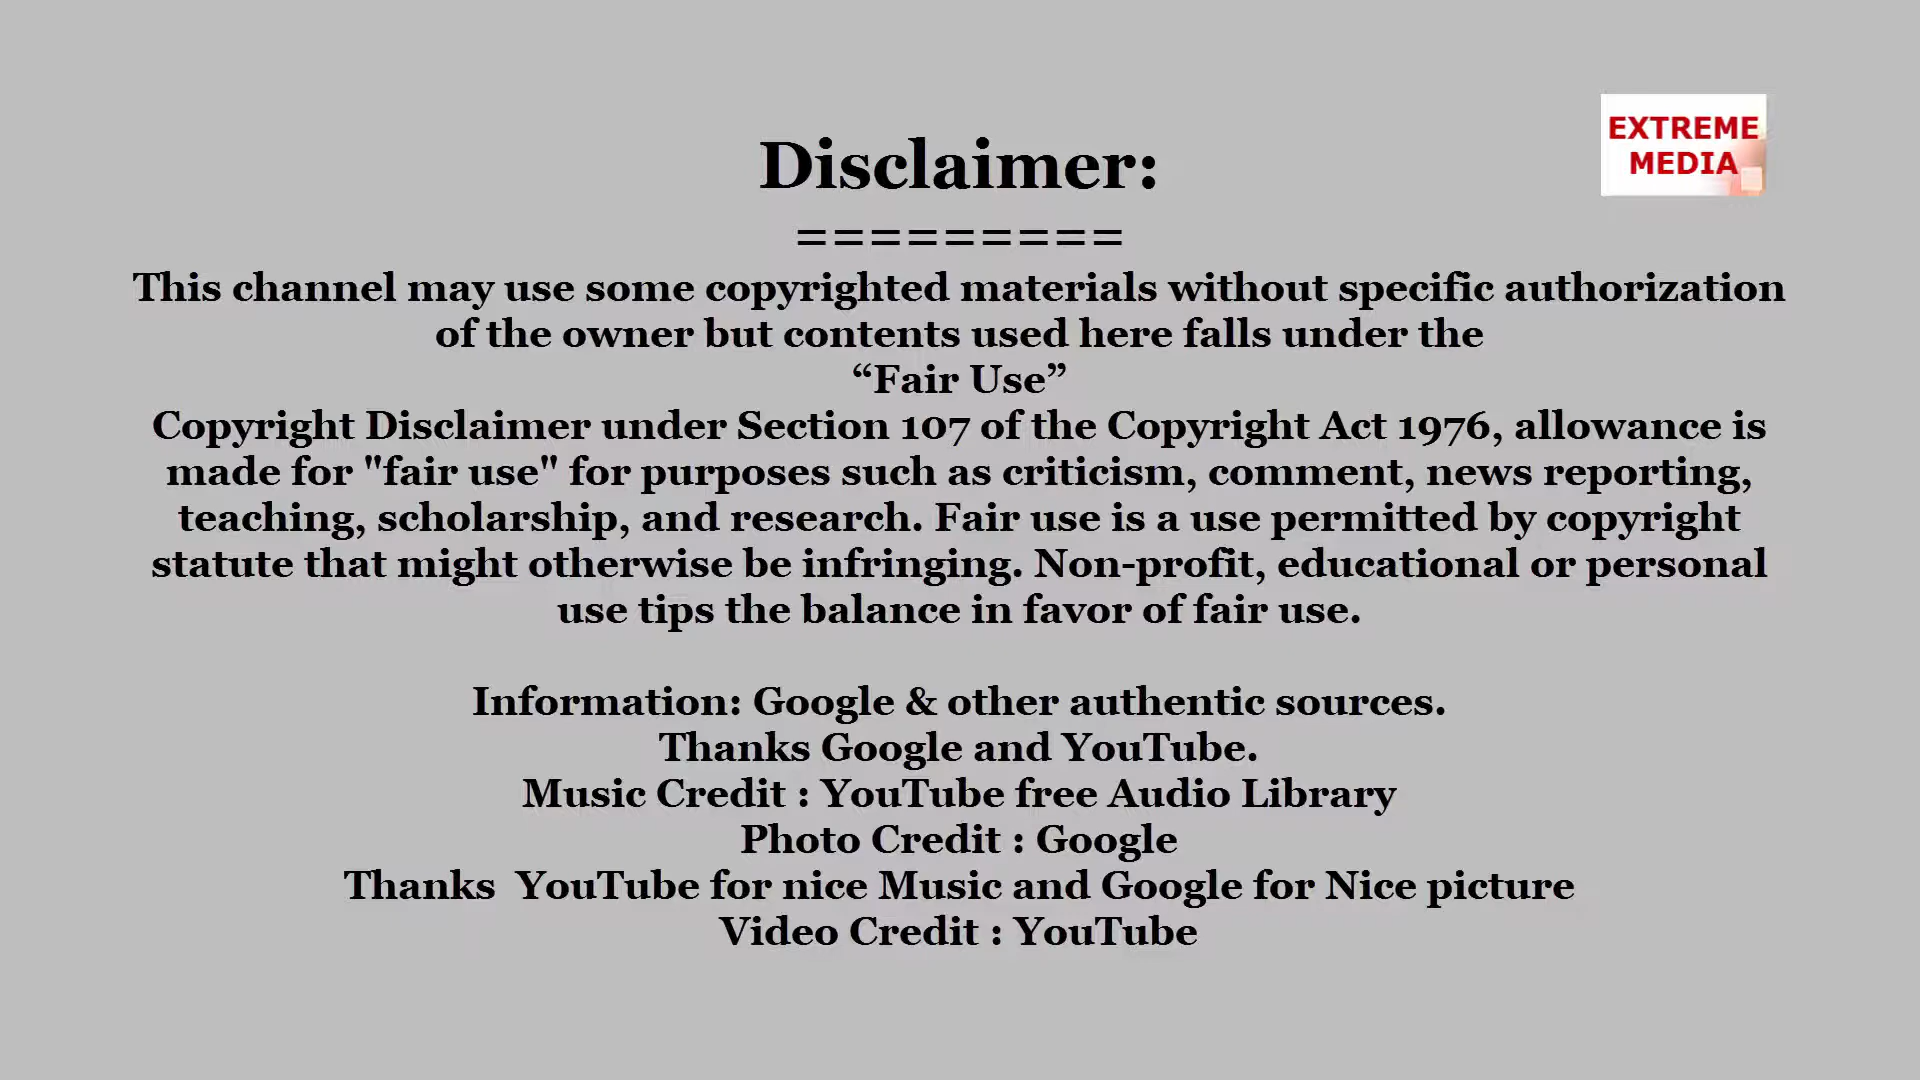 EXTREME
MEDIA
Disclaimer:
=========
This channel may use some copyrighted materials without specific authorization
of the owner but contents used here falls under the
“Fair Use”
Copyright Disclaimer under Section 107 of the Copyright Act 1976, allowance is
made for "fair use" for purposes such as criticism, comment, news reporting,
teaching, scholarship, and research. Fair use is a use permitted by copyright
statute that might otherwise be infringing. Non-profit, educational or personal
use tips the balance in favor of fair use.
Information: Google & other authentic sources.
Thanks Google and YouTube.
Music Credit : YouTube free Audio Library
Photo Credit : Google
Thanks  YouTube for nice Music and Google for Nice picture
Video Credit : YouTube